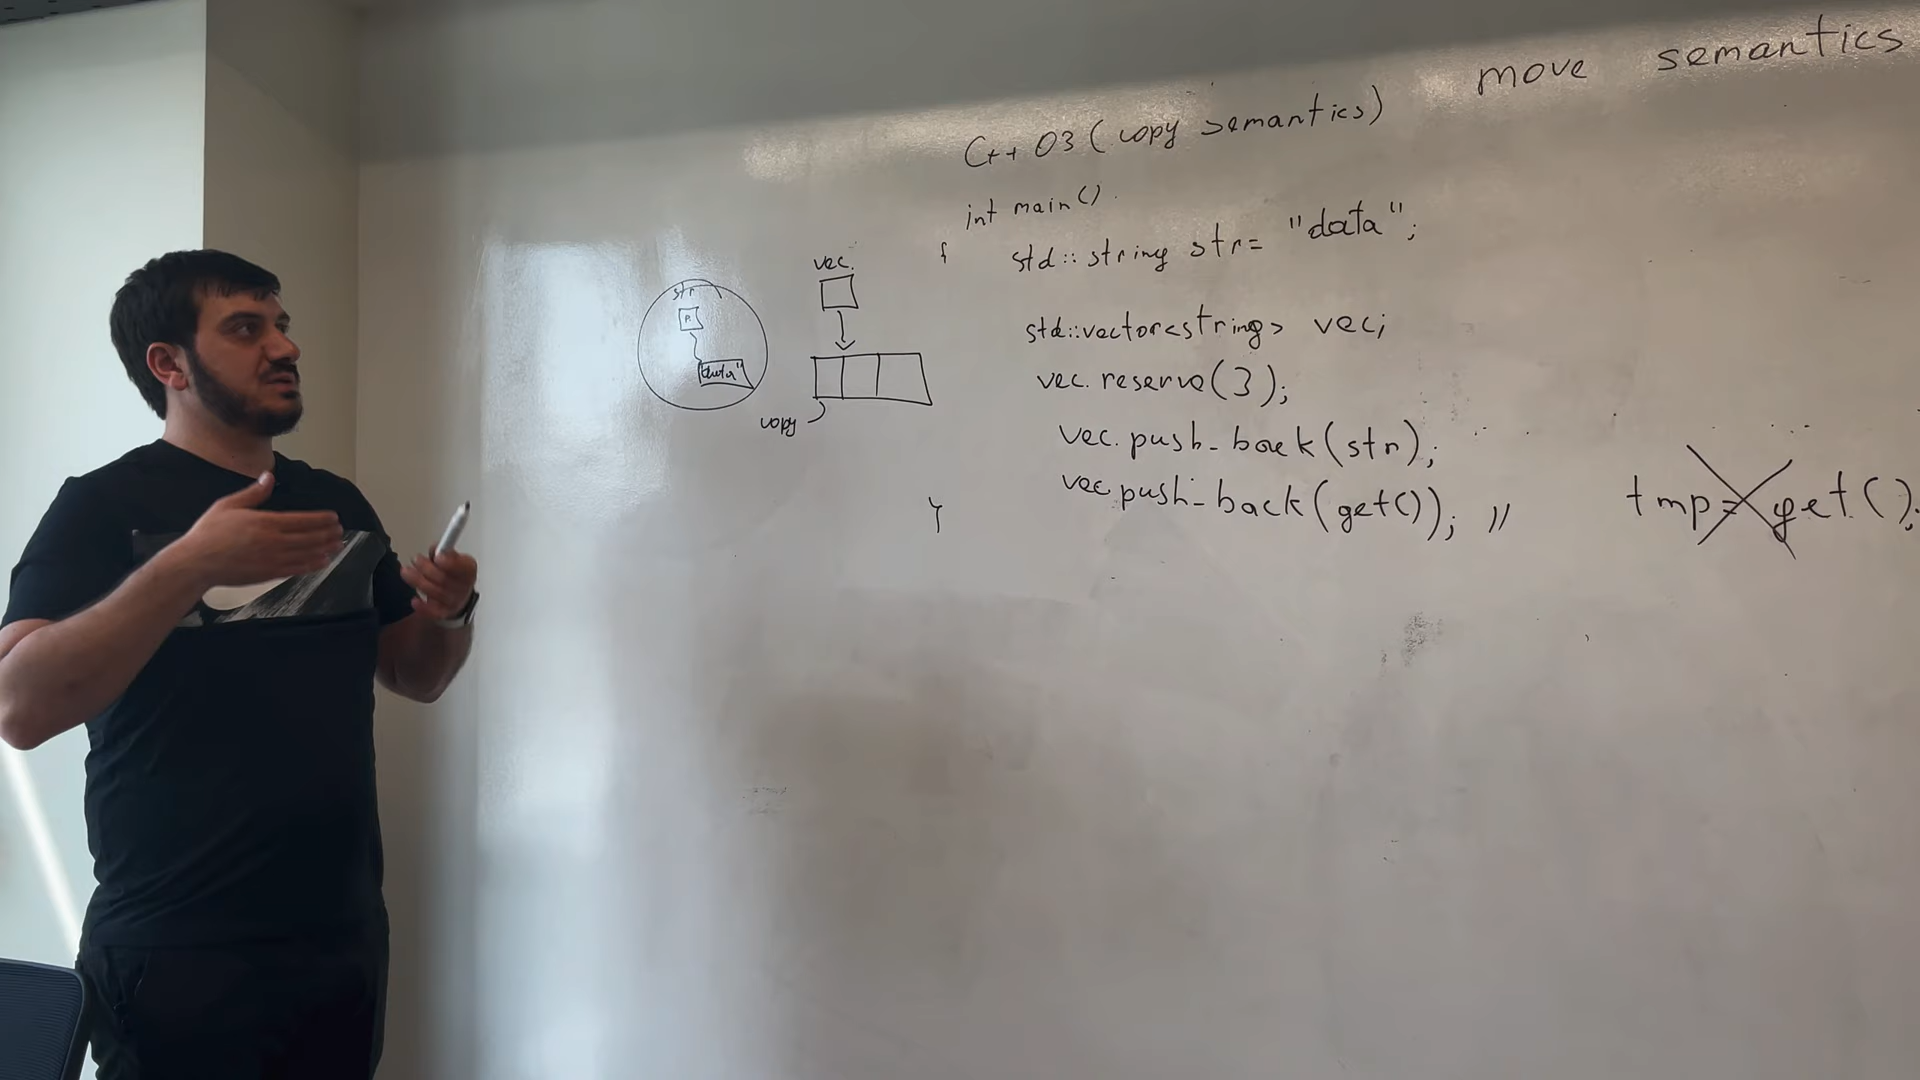 move semantics
C++ 03 ( copy semantics)
int main()
{
std:: string str= "data";
std::vector<string> vec;
vec. reserve(3);
vec. push_back(str);
vec push_back(get()); // tmp = get();
}
str
P.
"data"
vec.
copy